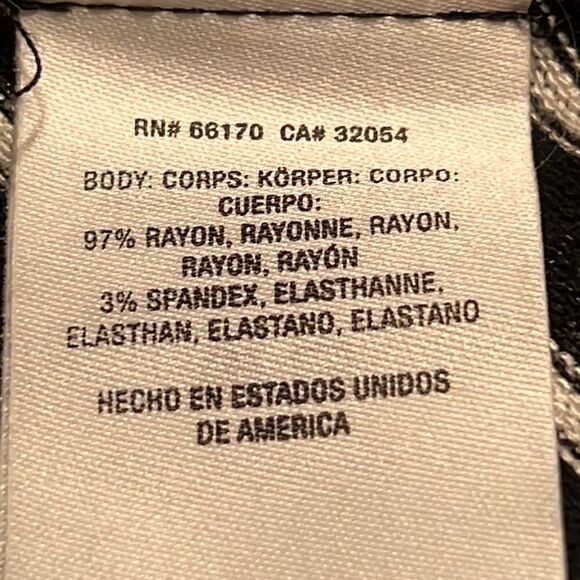 RN# 66170 CA# 32054
BODY: CORPS: KÖRPER: CORPO:
CUERPO:
97% RAYON, RAYONNE, RAYON,
RAYON, RAYÓN
3% SPANDEX, ELASTHANNE,
ELASTHAN, ELASTANO, ELASTANO
HECHO EN ESTADOS UNIDOS
DE AMERICA